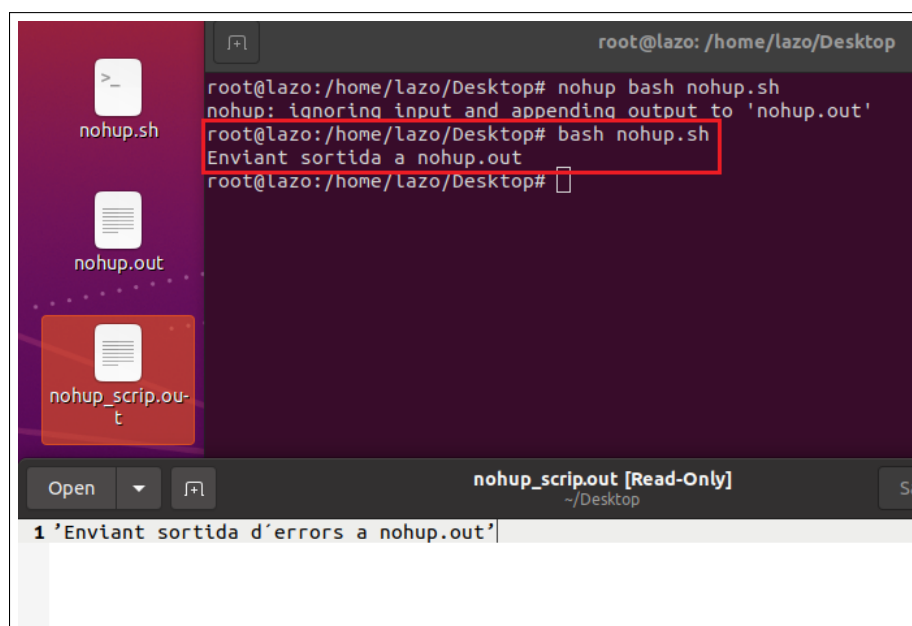 root@lazo: /home/lazo/Desktop
nohup.sh
nohup.out
nohup_scrip.ou-
t
root@lazo:/home/lazo/Desktop# nohup bash nohup.sh
nohup: ignoring input and appending output to 'nohup.out'
root@lazo:/home/lazo/Desktop# bash nohup.sh
Enviant sortida a nohup.out
root@lazo:/home/lazo/Desktop#
Open
nohup_scrip.out [Read-Only]
~/Desktop
1 ’Enviant sortida d´errors a nohup.out’